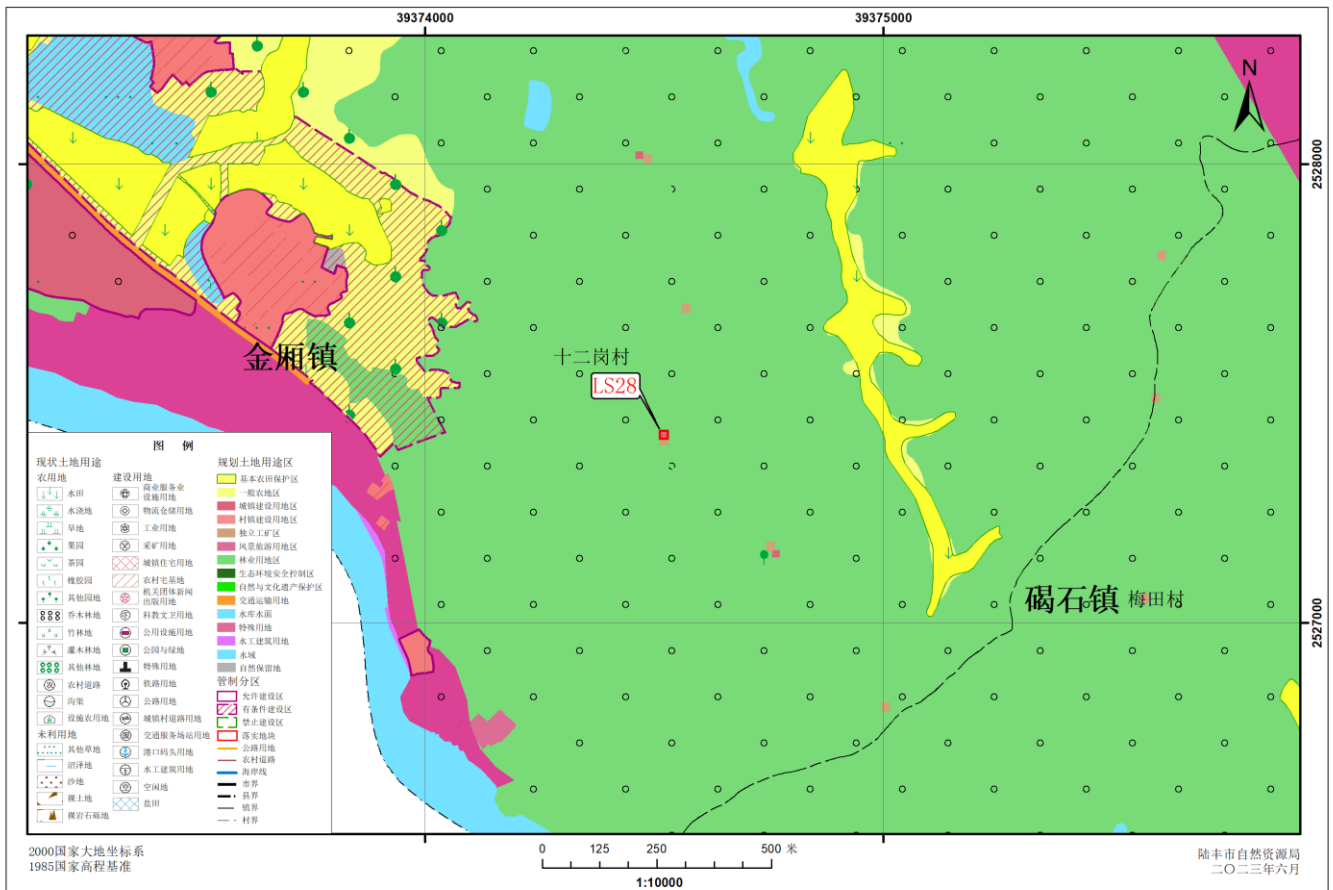 39374000
39375000
N
2528000
金厢镇
十二岗村
LS28
碣石镇
梅田村
2527000
图 例
现状土地用途
农用地
水田
水浇地
旱地
果园
茶园
橡胶园
其他园地
乔木林地
竹林地
灌木林地
其他林地
农村道路
沟渠
设施农用地
未利用地
其他草地
沼泽地
沙地
裸土地
裸岩石砾地
建设用地
商业服务业
设施用地
物流仓储用地
工业用地
采矿用地
城镇住宅用地
农村宅基地
机关团体新闻
出版用地
科教文卫用地
公用设施用地
公园与绿地
特殊用地
铁路用地
公路用地
城镇村道路用地
交通服务场站用地
港口码头用地
水工建筑用地
空闲地
盐田
规划土地用途区
基本农田保护区
一般农地区
城镇建设用地区
村镇建设用地区
独立工矿区
风景旅游用地区
林业用地区
生态环境安全控制区
自然与文化遗产保护区
交通运输用地
水库水面
特殊用地
水工建筑用地
水域
自然保留地
管制分区
允许建设区
有条件建设区
禁止建设区
落实地块
公路用地
农村道路
海岸线
市界
县界
镇界
村界
2000国家大地坐标系
1985国家高程基准
0 125 250 500 米
1:10000
陆丰市自然资源局
二〇二三年六月